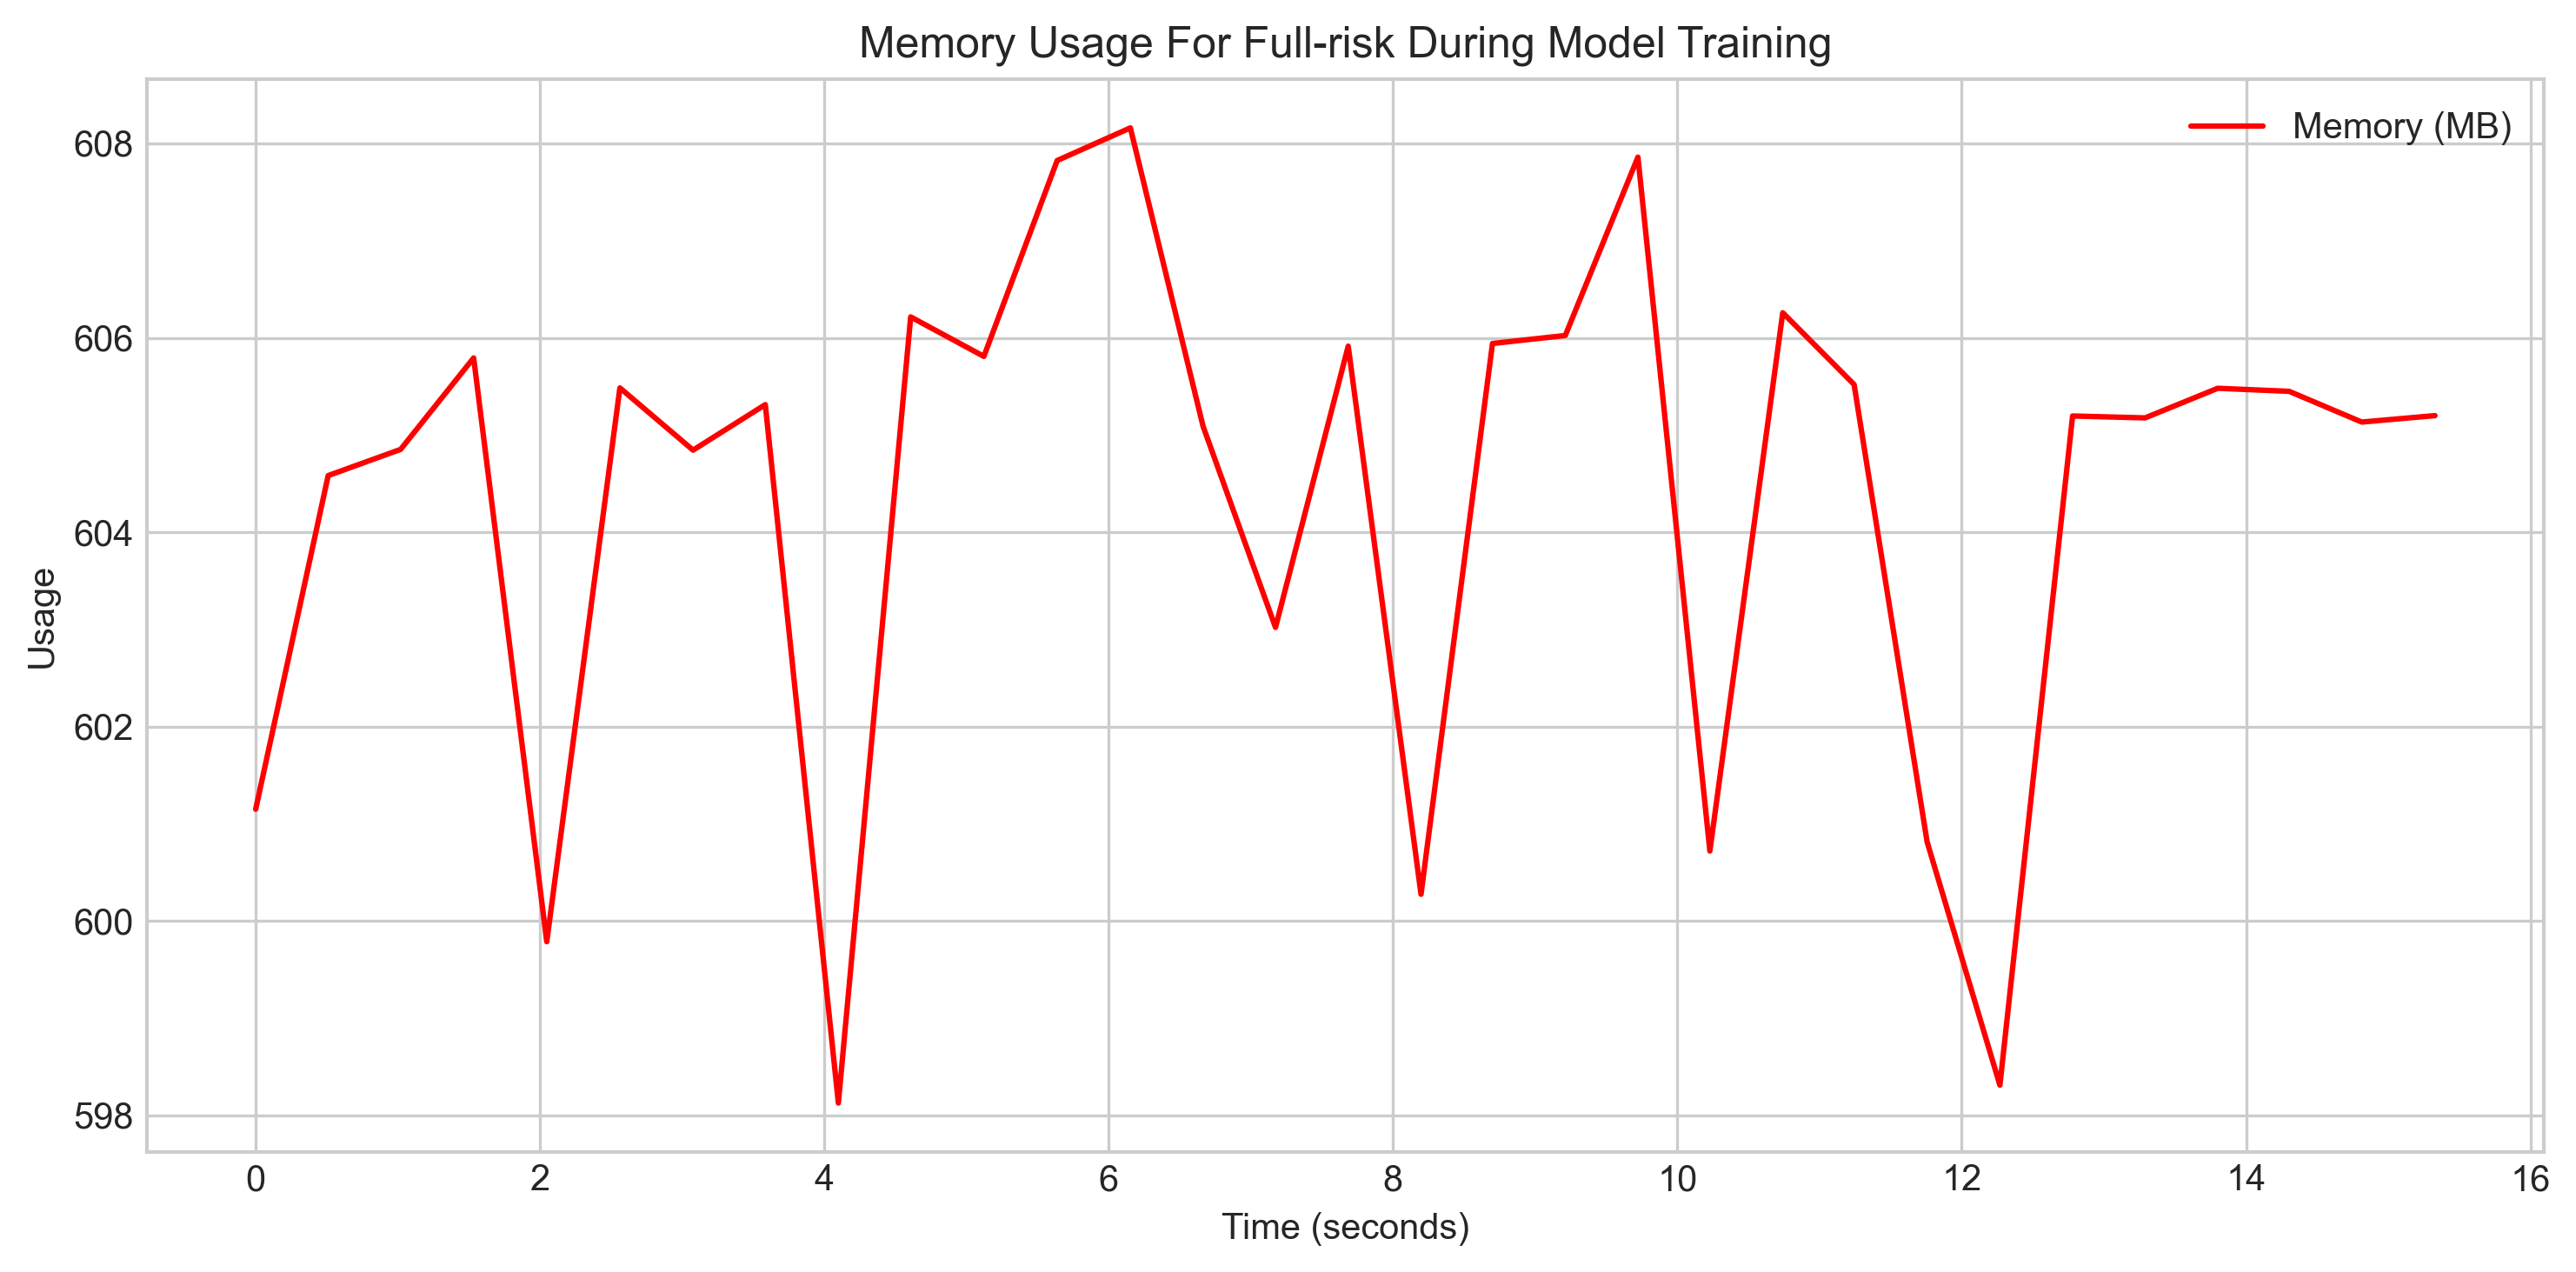 Memory Usage For Full-risk During Model Training
Memory (MB)
608
606
604
602
600
598
Usage
0 2 4 6 8 10 12 14 16
Time (seconds)